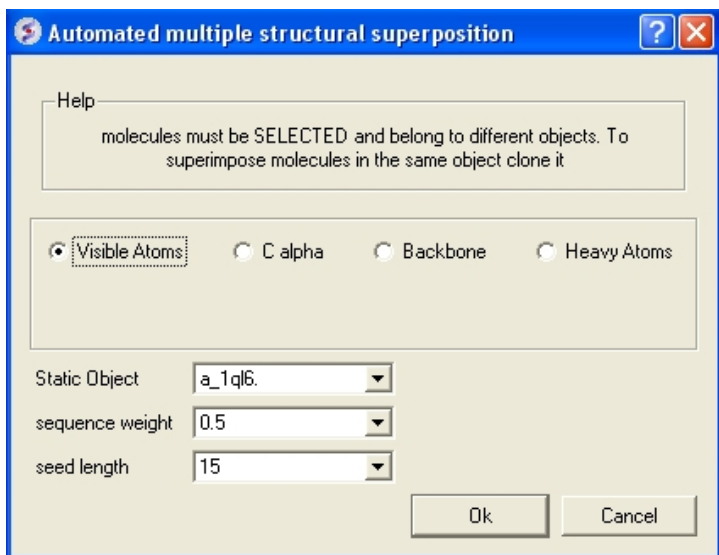 Automated multiple structural superposition
Help
molecules must be SELECTED and belong to different objects. To
superimpose molecules in the same object clone it
Visible Atoms C alpha Backbone Heavy Atoms
Static Object a_1ql6.
sequence weight 0.5
seed length 15
Ok Cancel